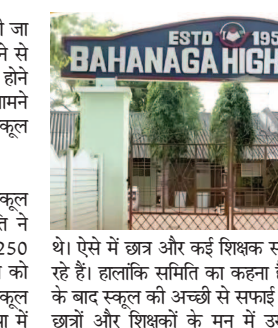 जा
ने से
होने
ामने
स्कूल
ESTD 195
BAHANAGA HIGH
स्कूल
ते ने
250
को
स्कूल
में
थे। ऐसे में छात्र और कई शिक्षक स
रहे हैं। हालांकि समिति का कहना है
के बाद स्कूल की अच्छी से सफाई
छात्रों और शिक्षकों के मन में उ